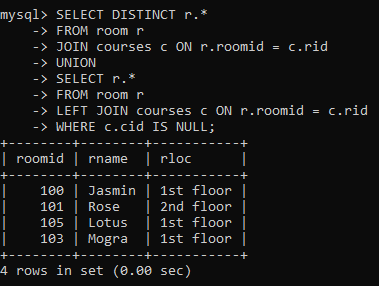 mysql> SELECT DISTINCT r.*
    -> FROM room r
    -> JOIN courses c ON r.roomid = c.rid
    -> UNION
    -> SELECT r.*
    -> FROM room r
    -> LEFT JOIN courses c ON r.roomid = c.rid
    -> WHERE c.cid IS NULL;
+--------+--------+-----------+
| roomid | rname  | rloc      |
+--------+--------+-----------+
|    100 | Jasmin | 1st floor |
|    101 | Rose   | 2nd floor |
|    105 | Lotus  | 1st floor |
|    103 | Mogra  | 1st floor |
+--------+--------+-----------+
4 rows in set (0.00 sec)